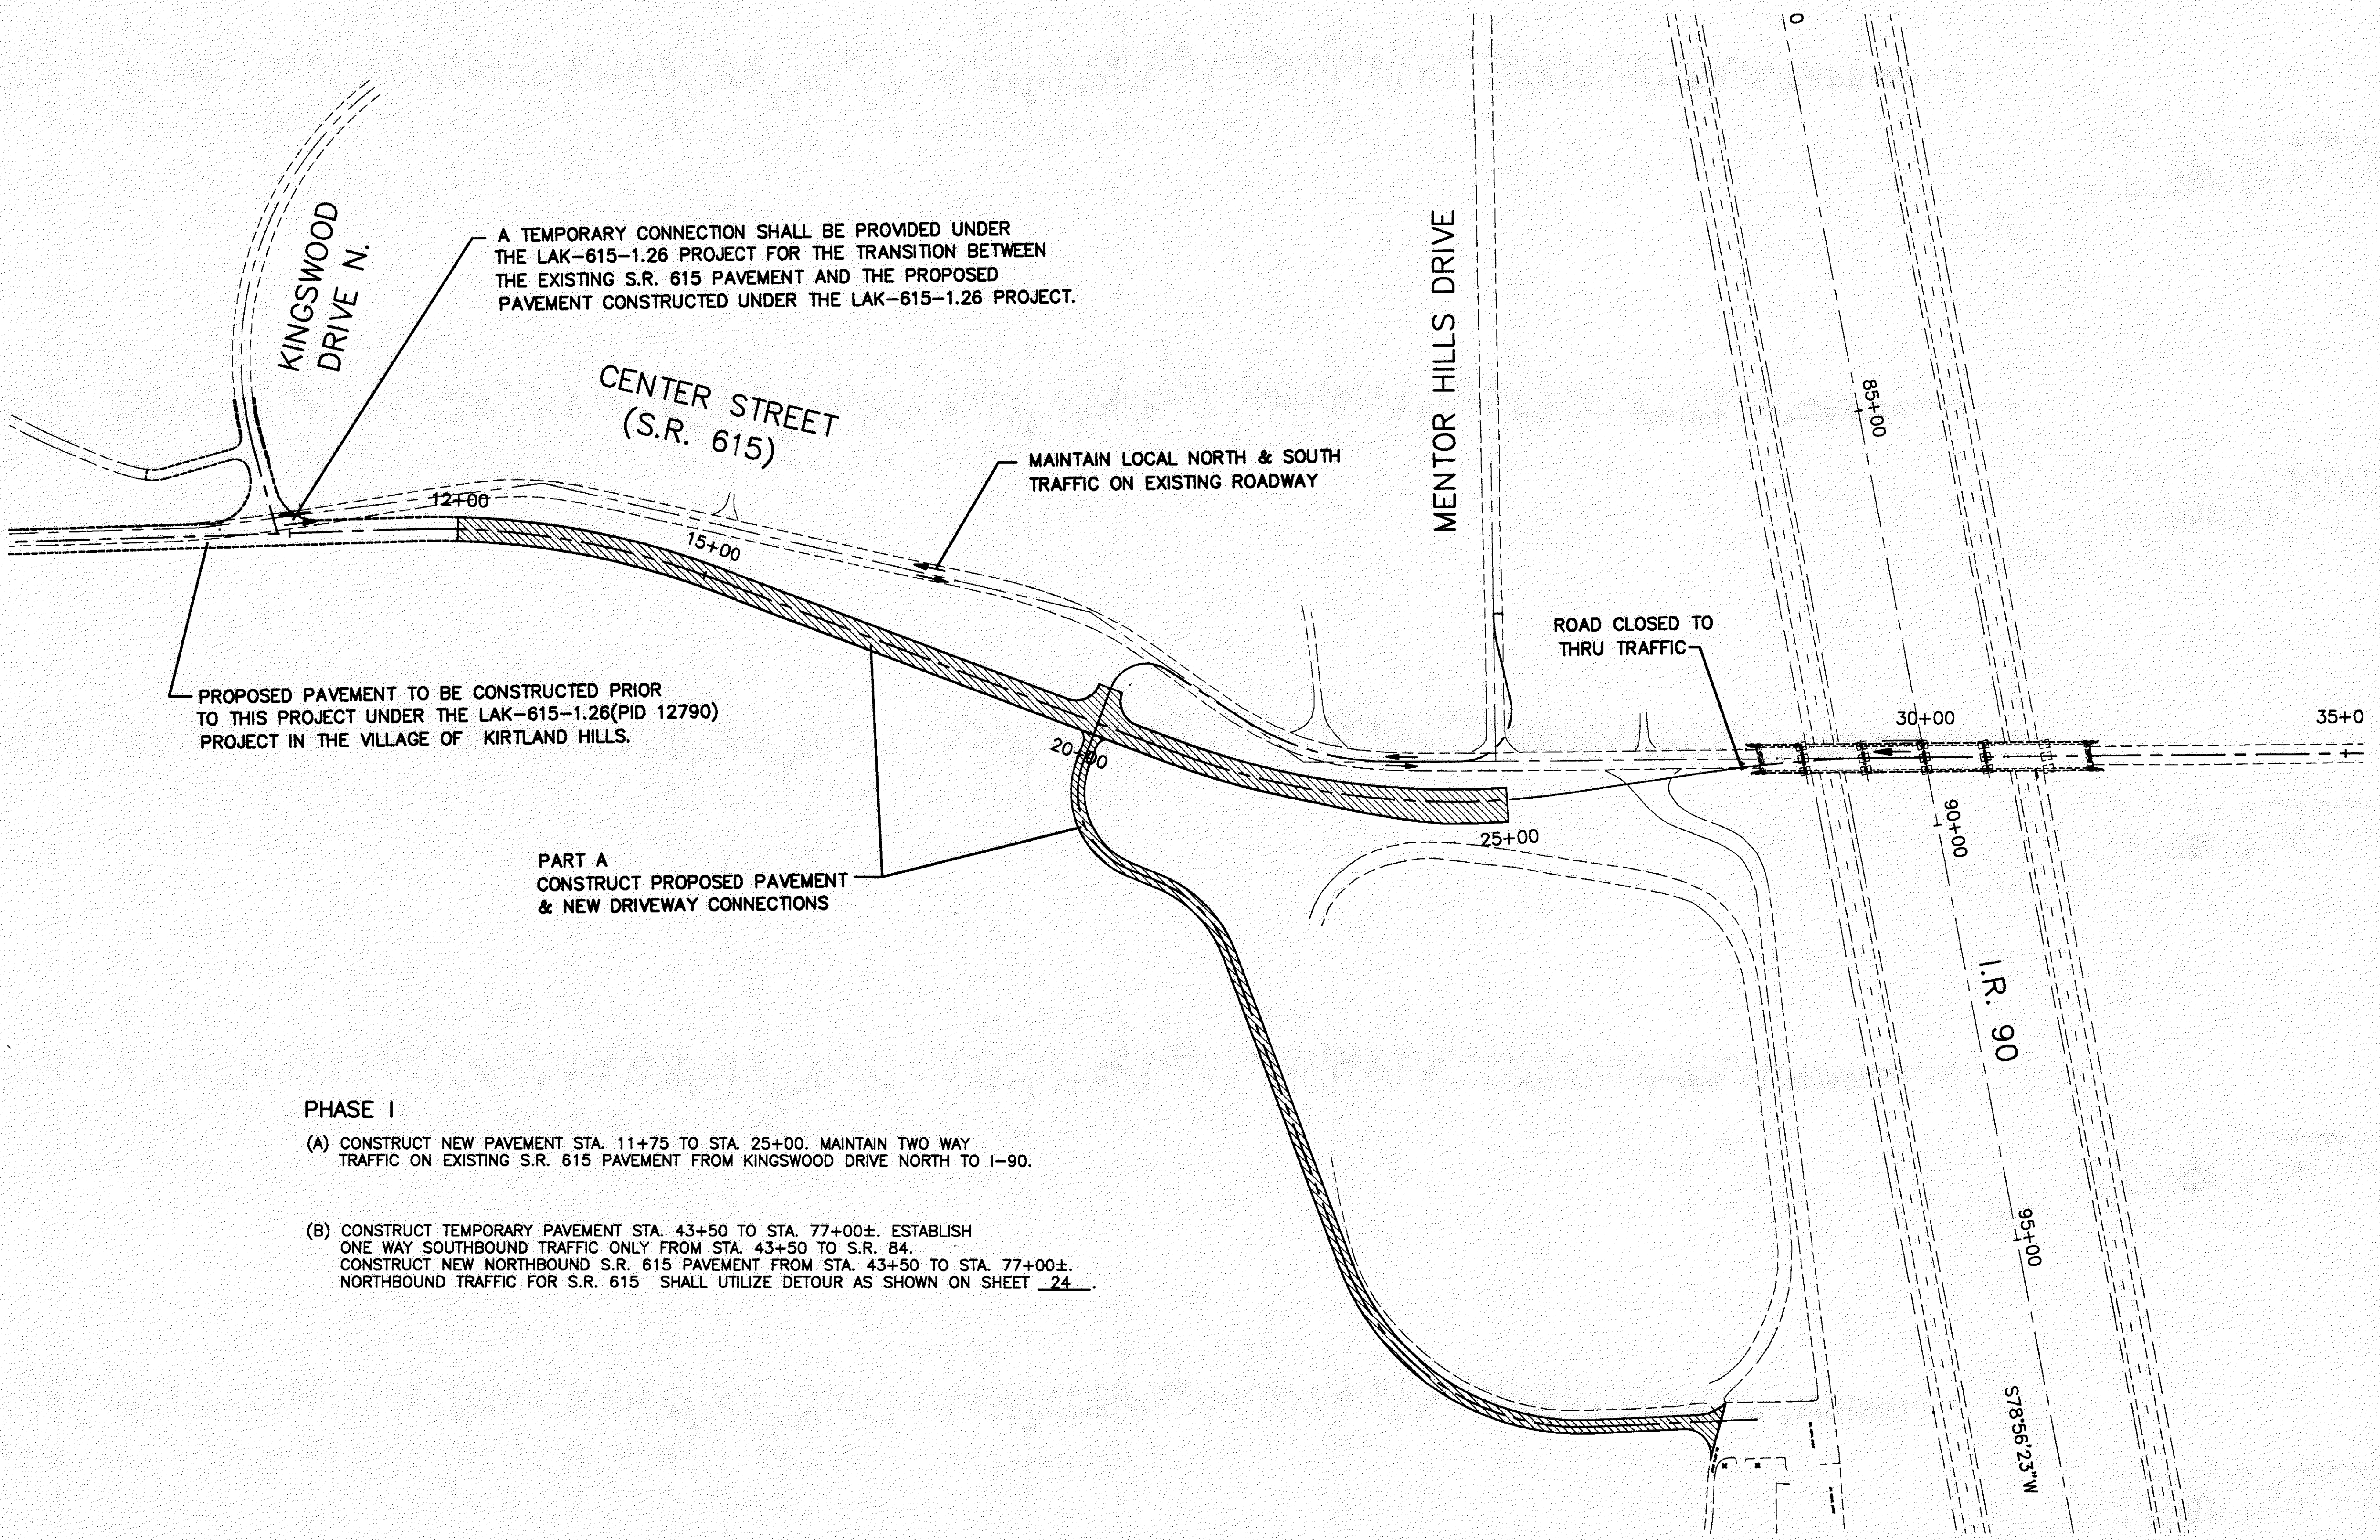 0
KINGSWOOD
DRIVE N.
A TEMPORARY CONNECTION SHALL BE PROVIDED UNDER
THE LAK-615-1.26 PROJECT FOR THE TRANSITION BETWEEN
THE EXISTING S.R. 615 PAVEMENT AND THE PROPOSED
PAVEMENT CONSTRUCTED UNDER THE LAK-615-1.26 PROJECT.
MENTOR HILLS DRIVE
CENTER STREET
(S.R. 615)
85+00
MAINTAIN LOCAL NORTH & SOUTH
TRAFFIC ON EXISTING ROADWAY
12+00
15+00
ROAD CLOSED TO
THRU TRAFFIC
PROPOSED PAVEMENT TO BE CONSTRUCTED PRIOR
TO THIS PROJECT UNDER THE LAK-615-1.26(PID 12790)
PROJECT IN THE VILLAGE OF KIRTLAND HILLS.
30+00
35+0
20+00
25+00
90+00
PART A
CONSTRUCT PROPOSED PAVEMENT
& NEW DRIVEWAY CONNECTIONS
I.R. 90
PHASE I
(A) CONSTRUCT NEW PAVEMENT STA. 11+75 TO STA. 25+00. MAINTAIN TWO WAY
TRAFFIC ON EXISTING S.R. 615 PAVEMENT FROM KINGSWOOD DRIVE NORTH TO I-90.
(B) CONSTRUCT TEMPORARY PAVEMENT STA. 43+50 TO STA. 77+00±. ESTABLISH
ONE WAY SOUTHBOUND TRAFFIC ONLY FROM STA. 43+50 TO S.R. 84.
CONSTRUCT NEW NORTHBOUND S.R. 615 PAVEMENT FROM STA. 43+50 TO STA. 77+00±.
NORTHBOUND TRAFFIC FOR S.R. 615 SHALL UTILIZE DETOUR AS SHOWN ON SHEET 24.
95+00
S78°56'23"W